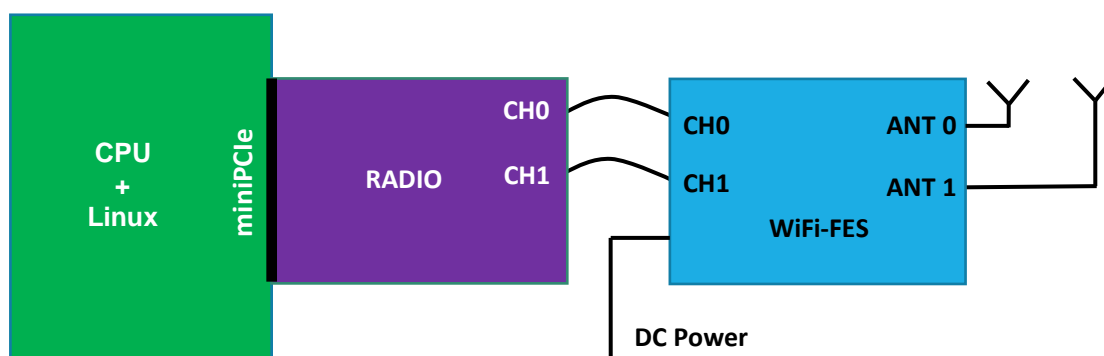 CPU
+
Linux
miniPCIe
RADIO
CH0
CH1
CH0
CH1
ANT 0
ANT 1
WiFi-FES
DC Power